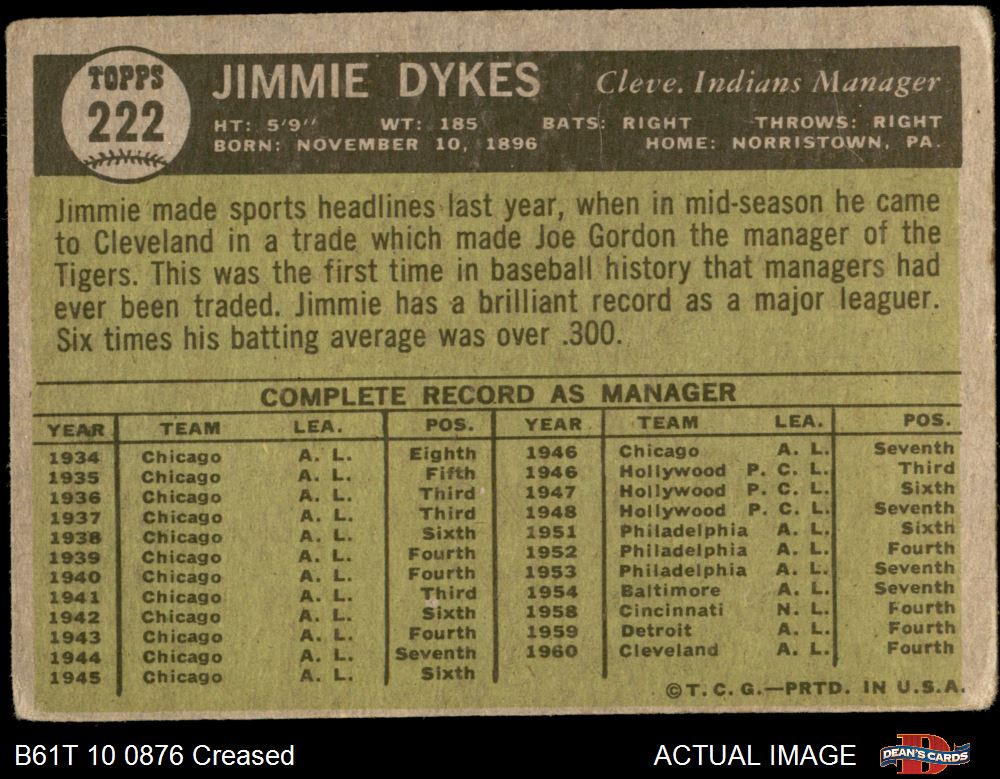 TOPPS
222
JIMMIE DYKES Cleve. Indians Manager
HT: 5'9" WT: 185 BATS: RIGHT THROWS: RIGHT
BORN: NOVEMBER 10, 1896 HOME: NORRISTOWN, PA.
Jimmie made sports headlines last year, when in mid-season he came
to Cleveland in a trade which made Joe Gordon the manager of the
Tigers. This was the first time in baseball history that managers had
ever been traded. Jimmie has a brilliant record as a major leaguer.
Six times his batting average was over .300.
COMPLETE RECORD AS MANAGER
YEAR TEAM LEA. POS. YEAR TEAM LEA. POS.
1934 Chicago A. L. Eighth 1946 Chicago A. L. Seventh
1935 Chicago A. L. Fifth 1946 Hollywood P. C. L. Third
1936 Chicago A. L. Third 1947 Hollywood P. C. L. Sixth
1937 Chicago A. L. Third 1948 Hollywood P. C. L. Seventh
1938 Chicago A. L. Sixth 1951 Philadelphia A. L. Sixth
1939 Chicago A. L. Fourth 1952 Philadelphia A. L. Fourth
1940 Chicago A. L. Fourth 1953 Philadelphia A. L. Seventh
1941 Chicago A. L. Third 1954 Baltimore A. L. Seventh
1942 Chicago A. L. Sixth 1958 Cincinnati N. L. Fourth
1943 Chicago A. L. Fourth 1959 Detroit A. L. Fourth
1944 Chicago A. L. Seventh 1960 Cleveland A. L. Fourth
1945 Chicago A. L. Sixth
©T. C. G.—PRTD. IN U.S.A.
B61T 10 0876 Creased ACTUAL IMAGE DEAN'S CARDS